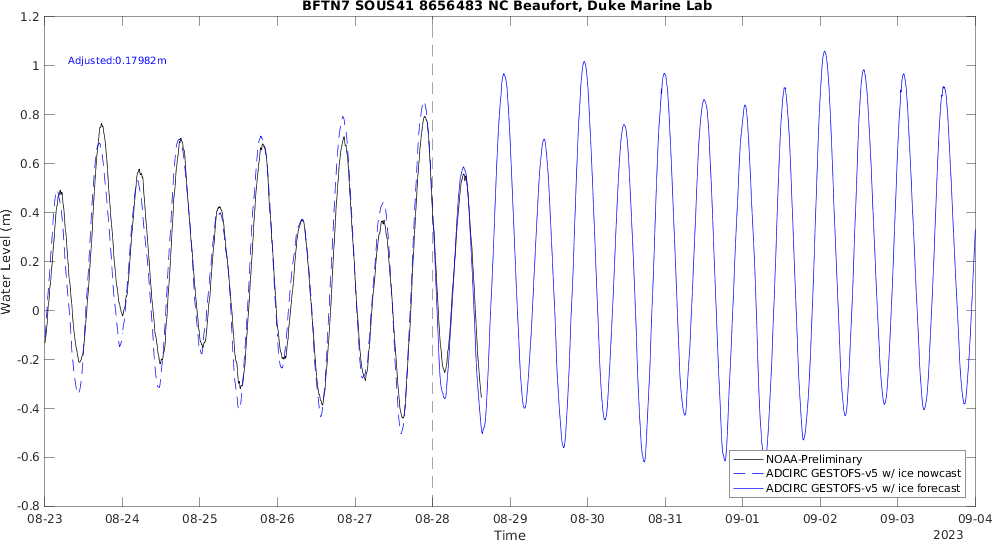 BFTN7 SOUS41 8656483 NC Beaufort, Duke Marine Lab
Adjusted:0.17982m
Water Level (m)
1.2
1
0.8
0.6
0.4
0.2
0
-0.2
-0.4
-0.6
-0.8
NOAA-Preliminary
ADCIRC GESTOFS-v5 w/ ice nowcast
ADCIRC GESTOFS-v5 w/ ice forecast
08-23 08-24 08-25 08-26 08-27 08-28 08-29 08-30 08-31 09-01 09-02 09-03 09-04
Time
2023